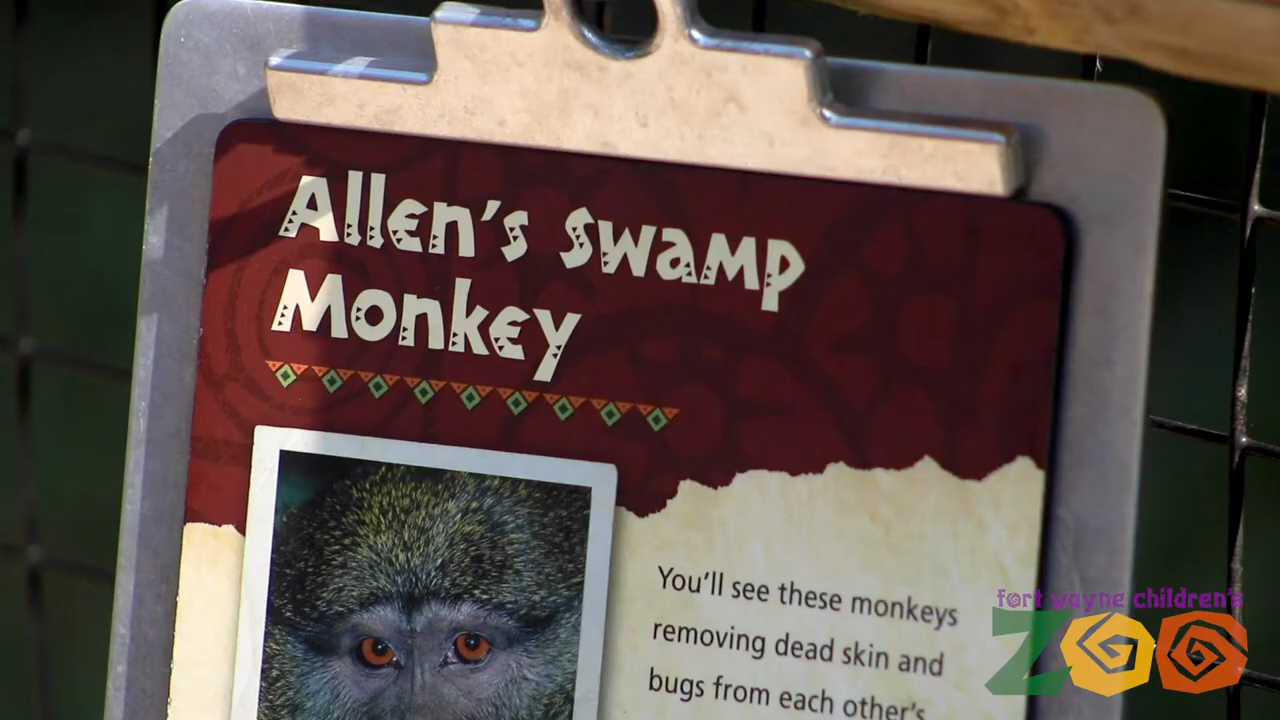 Allen's Swamp
Monkey
You'll see these monkeys
removing dead skin and
bugs from each other's
fort wayne children's
ZOO